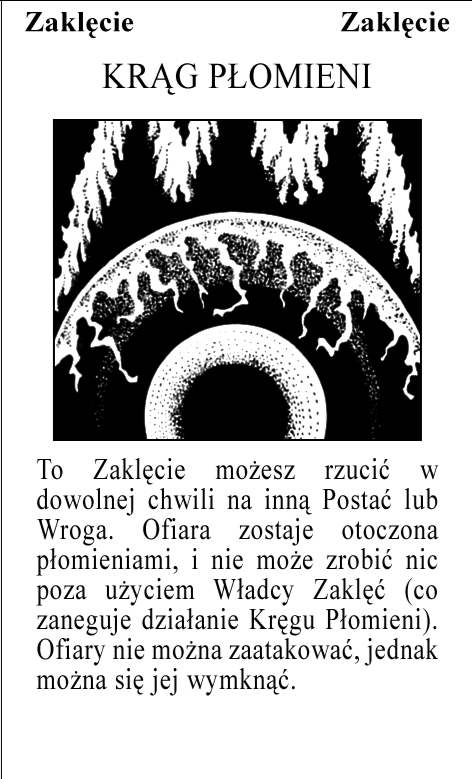 Zaklęcie Zaklęcie
KRĄG PŁOMIENI
To Zaklęcie możesz rzucić w
dowolnej chwili na inną Postać lub
Wroga. Ofiara zostaje otoczona
płomieniami, i nie może zrobić nic
poza użyciem Władcy Zaklęć (co
zaneguje działanie Kręgu Płomieni).
Ofiary nie można zaatakować, jednak
można się jej wymknąć.